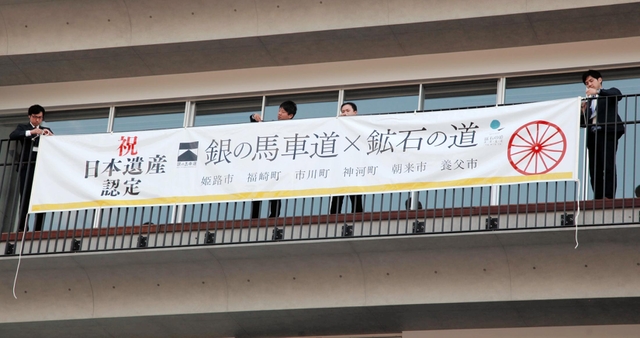 祝
日本遺産
認定
銀の馬車道×鉱石の道
姫路市 福崎町 市川町 神河町 朝来市 養父市